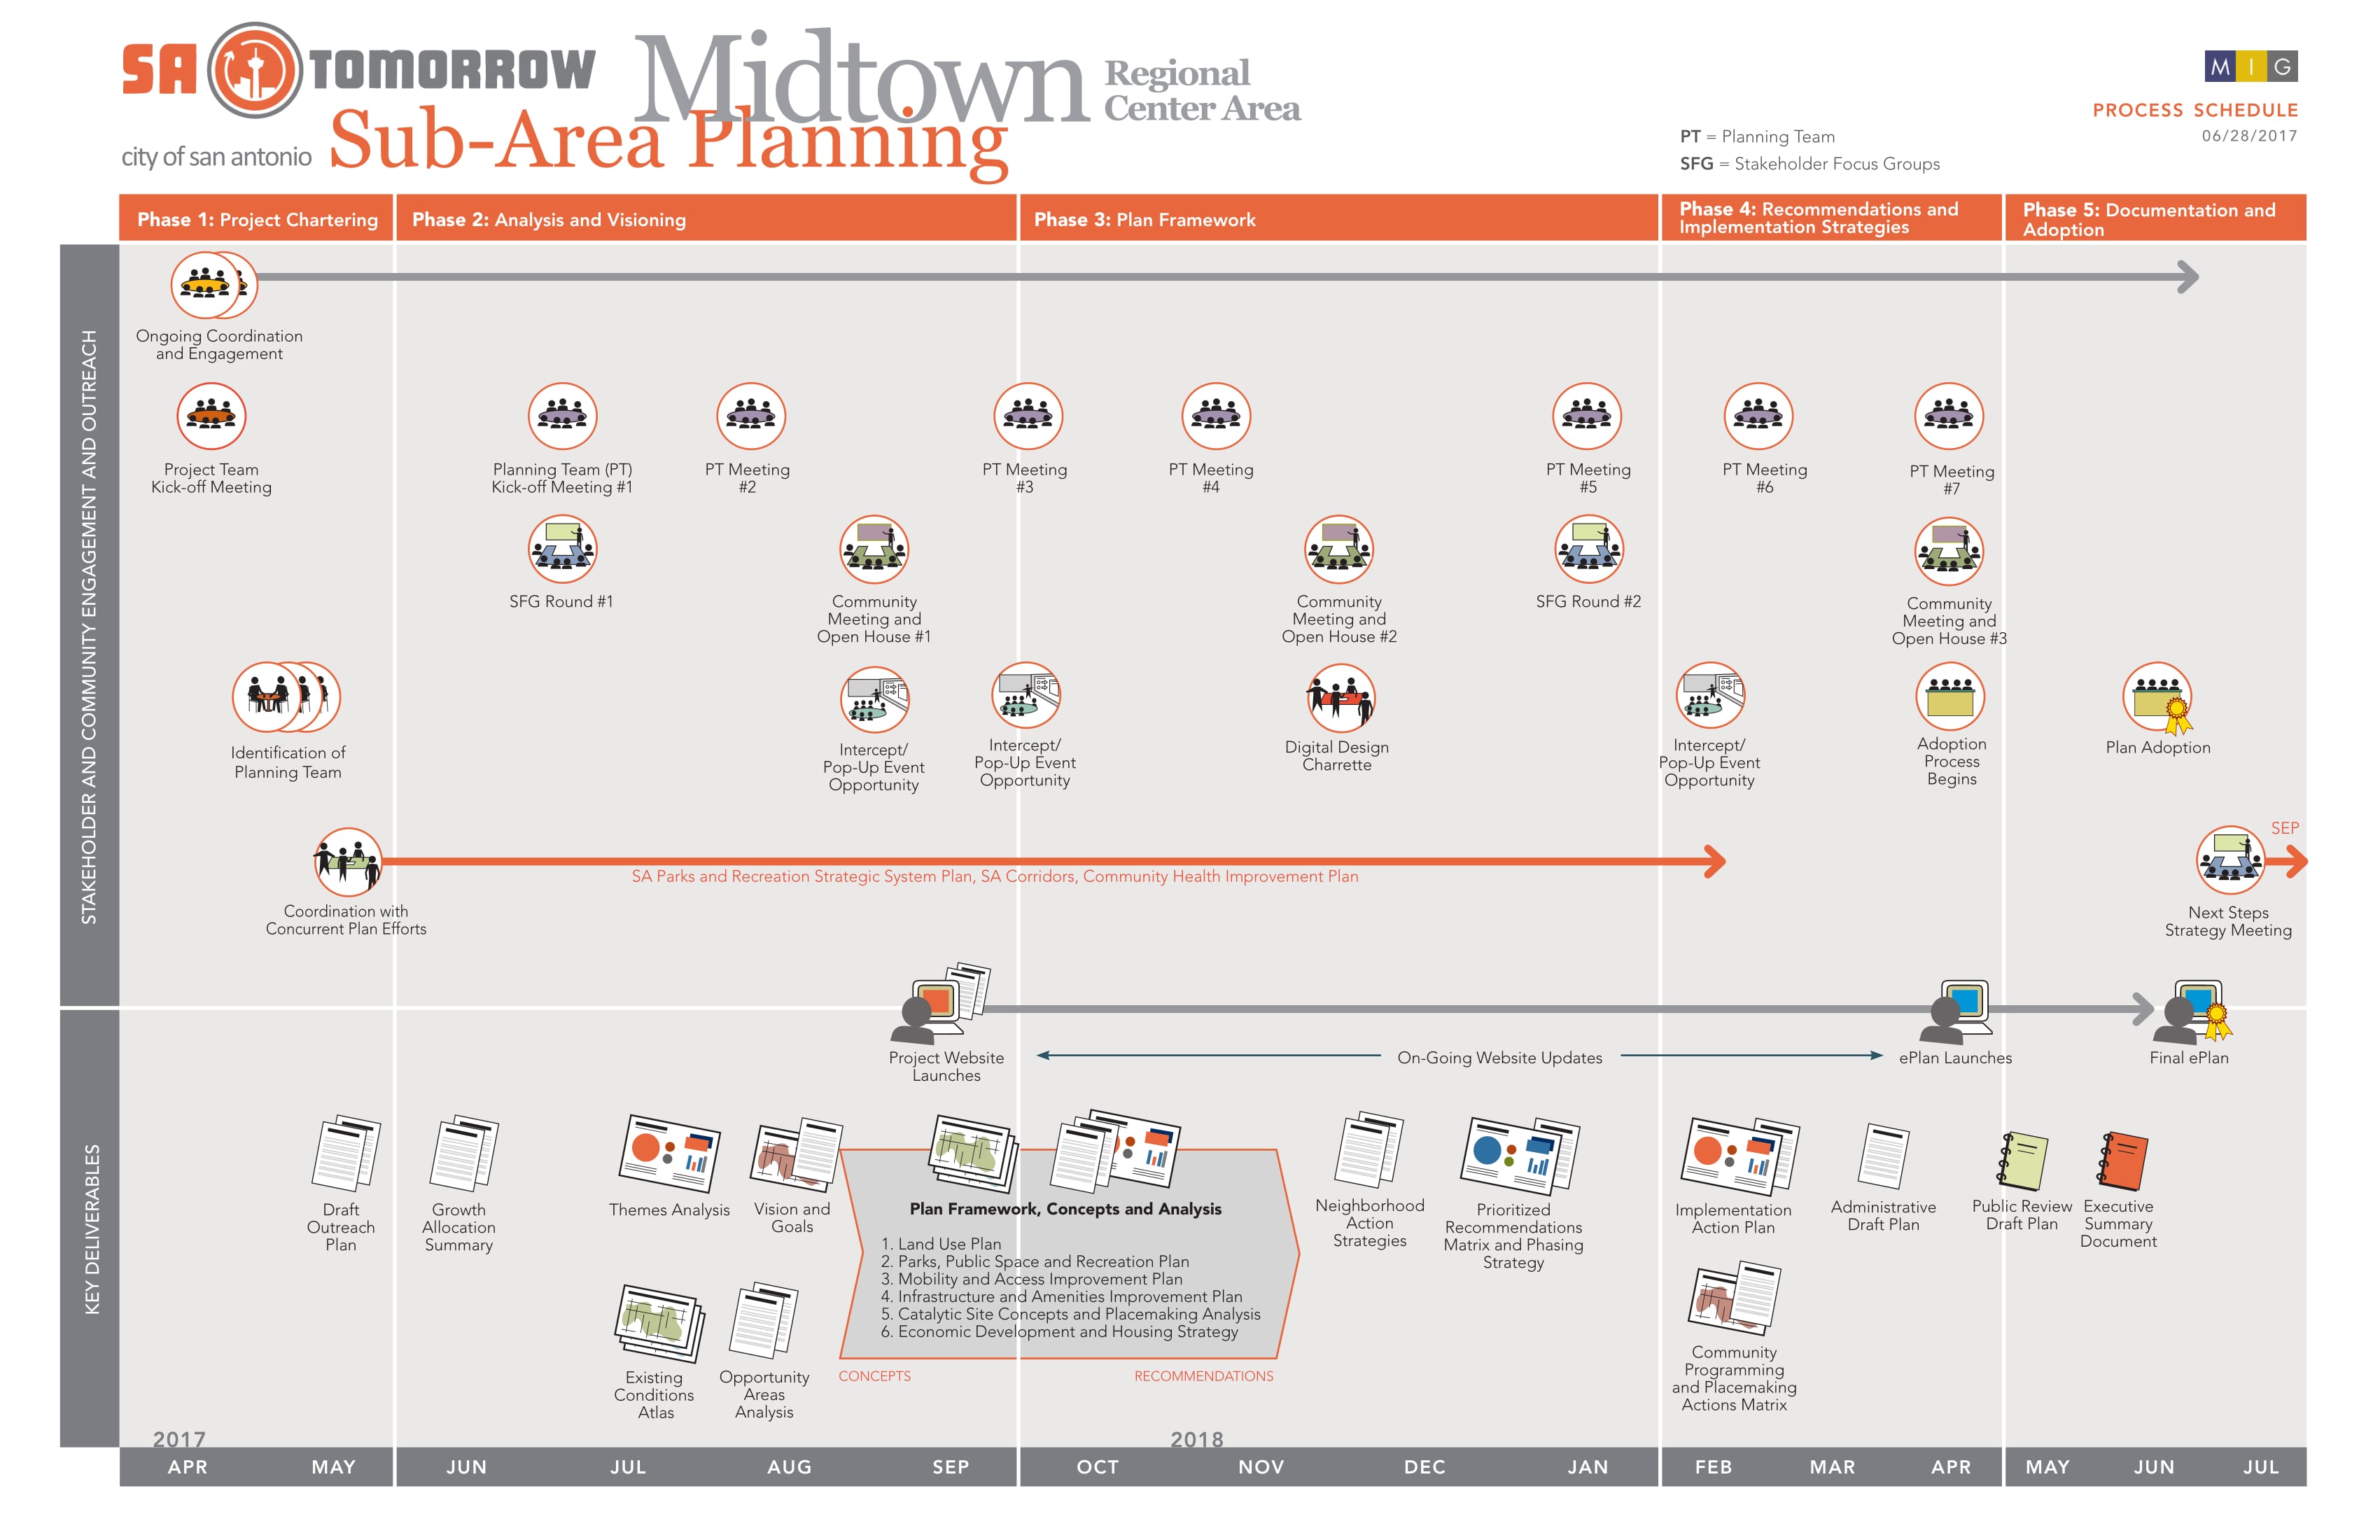 SA TOMORROW
Midtown Regional
Center Area
city of san antonio
Sub-Area Planning
M I G
PROCESS SCHEDULE
06/28/2017
PT = Planning Team
SFG = Stakeholder Focus Groups
Phase 1: Project Chartering
Phase 2: Analysis and Visioning
Phase 3: Plan Framework
Phase 4: Recommendations and
Implementation Strategies
Phase 5: Documentation and
Adoption
STAKEHOLDER AND COMMUNITY ENGAGEMENT AND OUTREACH
Ongoing Coordination
and Engagement
Project Team
Kick-off Meeting
Planning Team (PT)
Kick-off Meeting #1
PT Meeting
#2
PT Meeting
#3
PT Meeting
#4
PT Meeting
#5
PT Meeting
#6
PT Meeting
#7
SFG Round #1
Community
Meeting and
Open House #1
Community
Meeting and
Open House #2
SFG Round #2
Community
Meeting and
Open House #3
Identification of
Planning Team
Intercept/
Pop-Up Event
Opportunity
Intercept/
Pop-Up Event
Opportunity
Digital Design
Charrette
Intercept/
Pop-Up Event
Opportunity
Adoption
Process
Begins
Plan Adoption
SA Parks and Recreation Strategic System Plan, SA Corridors, Community Health Improvement Plan
Coordination with
Concurrent Plan Efforts
SEP
Next Steps
Strategy Meeting
Project Website
Launches
On-Going Website Updates
ePlan Launches
Final ePlan
KEY DELIVERABLES
Draft
Outreach
Plan
Growth
Allocation
Summary
Themes Analysis
Vision and
Goals
Existing
Conditions
Atlas
Opportunity
Areas
Analysis
Plan Framework, Concepts and Analysis
1. Land Use Plan
2. Parks, Public Space and Recreation Plan
3. Mobility and Access Improvement Plan
4. Infrastructure and Amenities Improvement Plan
5. Catalytic Site Concepts and Placemaking Analysis
6. Economic Development and Housing Strategy
CONCEPTS
RECOMMENDATIONS
Neighborhood
Action
Strategies
Prioritized
Recommendations
Matrix and Phasing
Strategy
Implementation
Action Plan
Community
Programming
and Placemaking
Actions Matrix
Administrative
Draft Plan
Public Review
Draft Plan
Executive
Summary
Document
2017
2018
APR MAY JUN JUL AUG SEP OCT NOV DEC JAN FEB MAR APR MAY JUN JUL